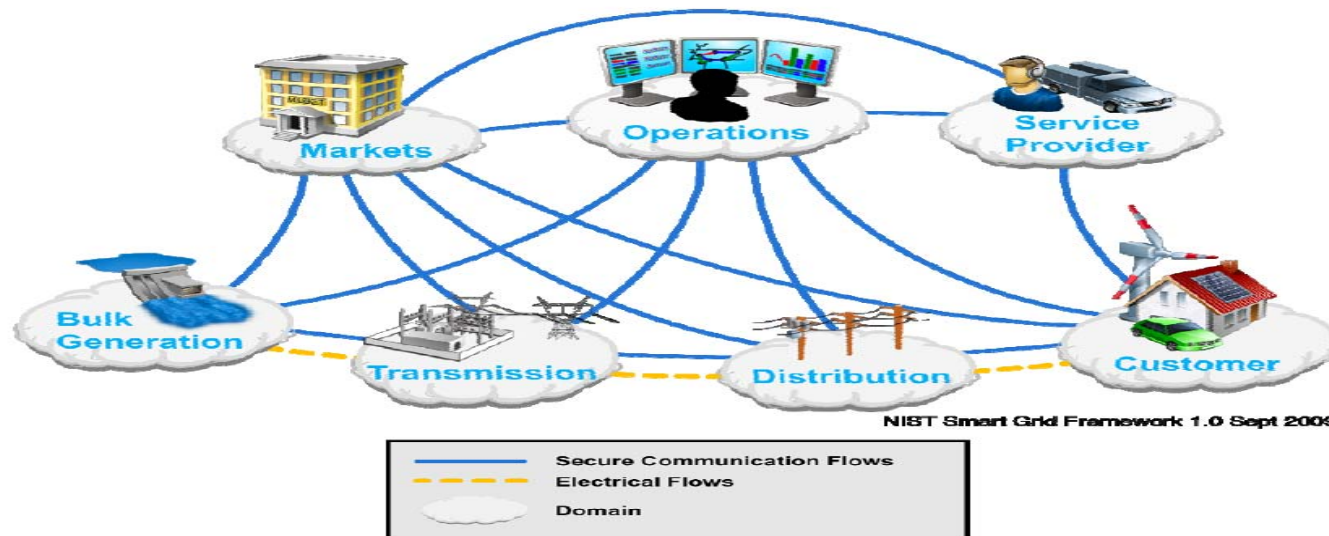 MARKET
Markets
Operations
Service
Provider
Bulk
Generation
Transmission
Distribution
Customer
NIST Smart Grid Framework 1.0 Sept 2009
Secure Communication Flows
Electrical Flows
Domain